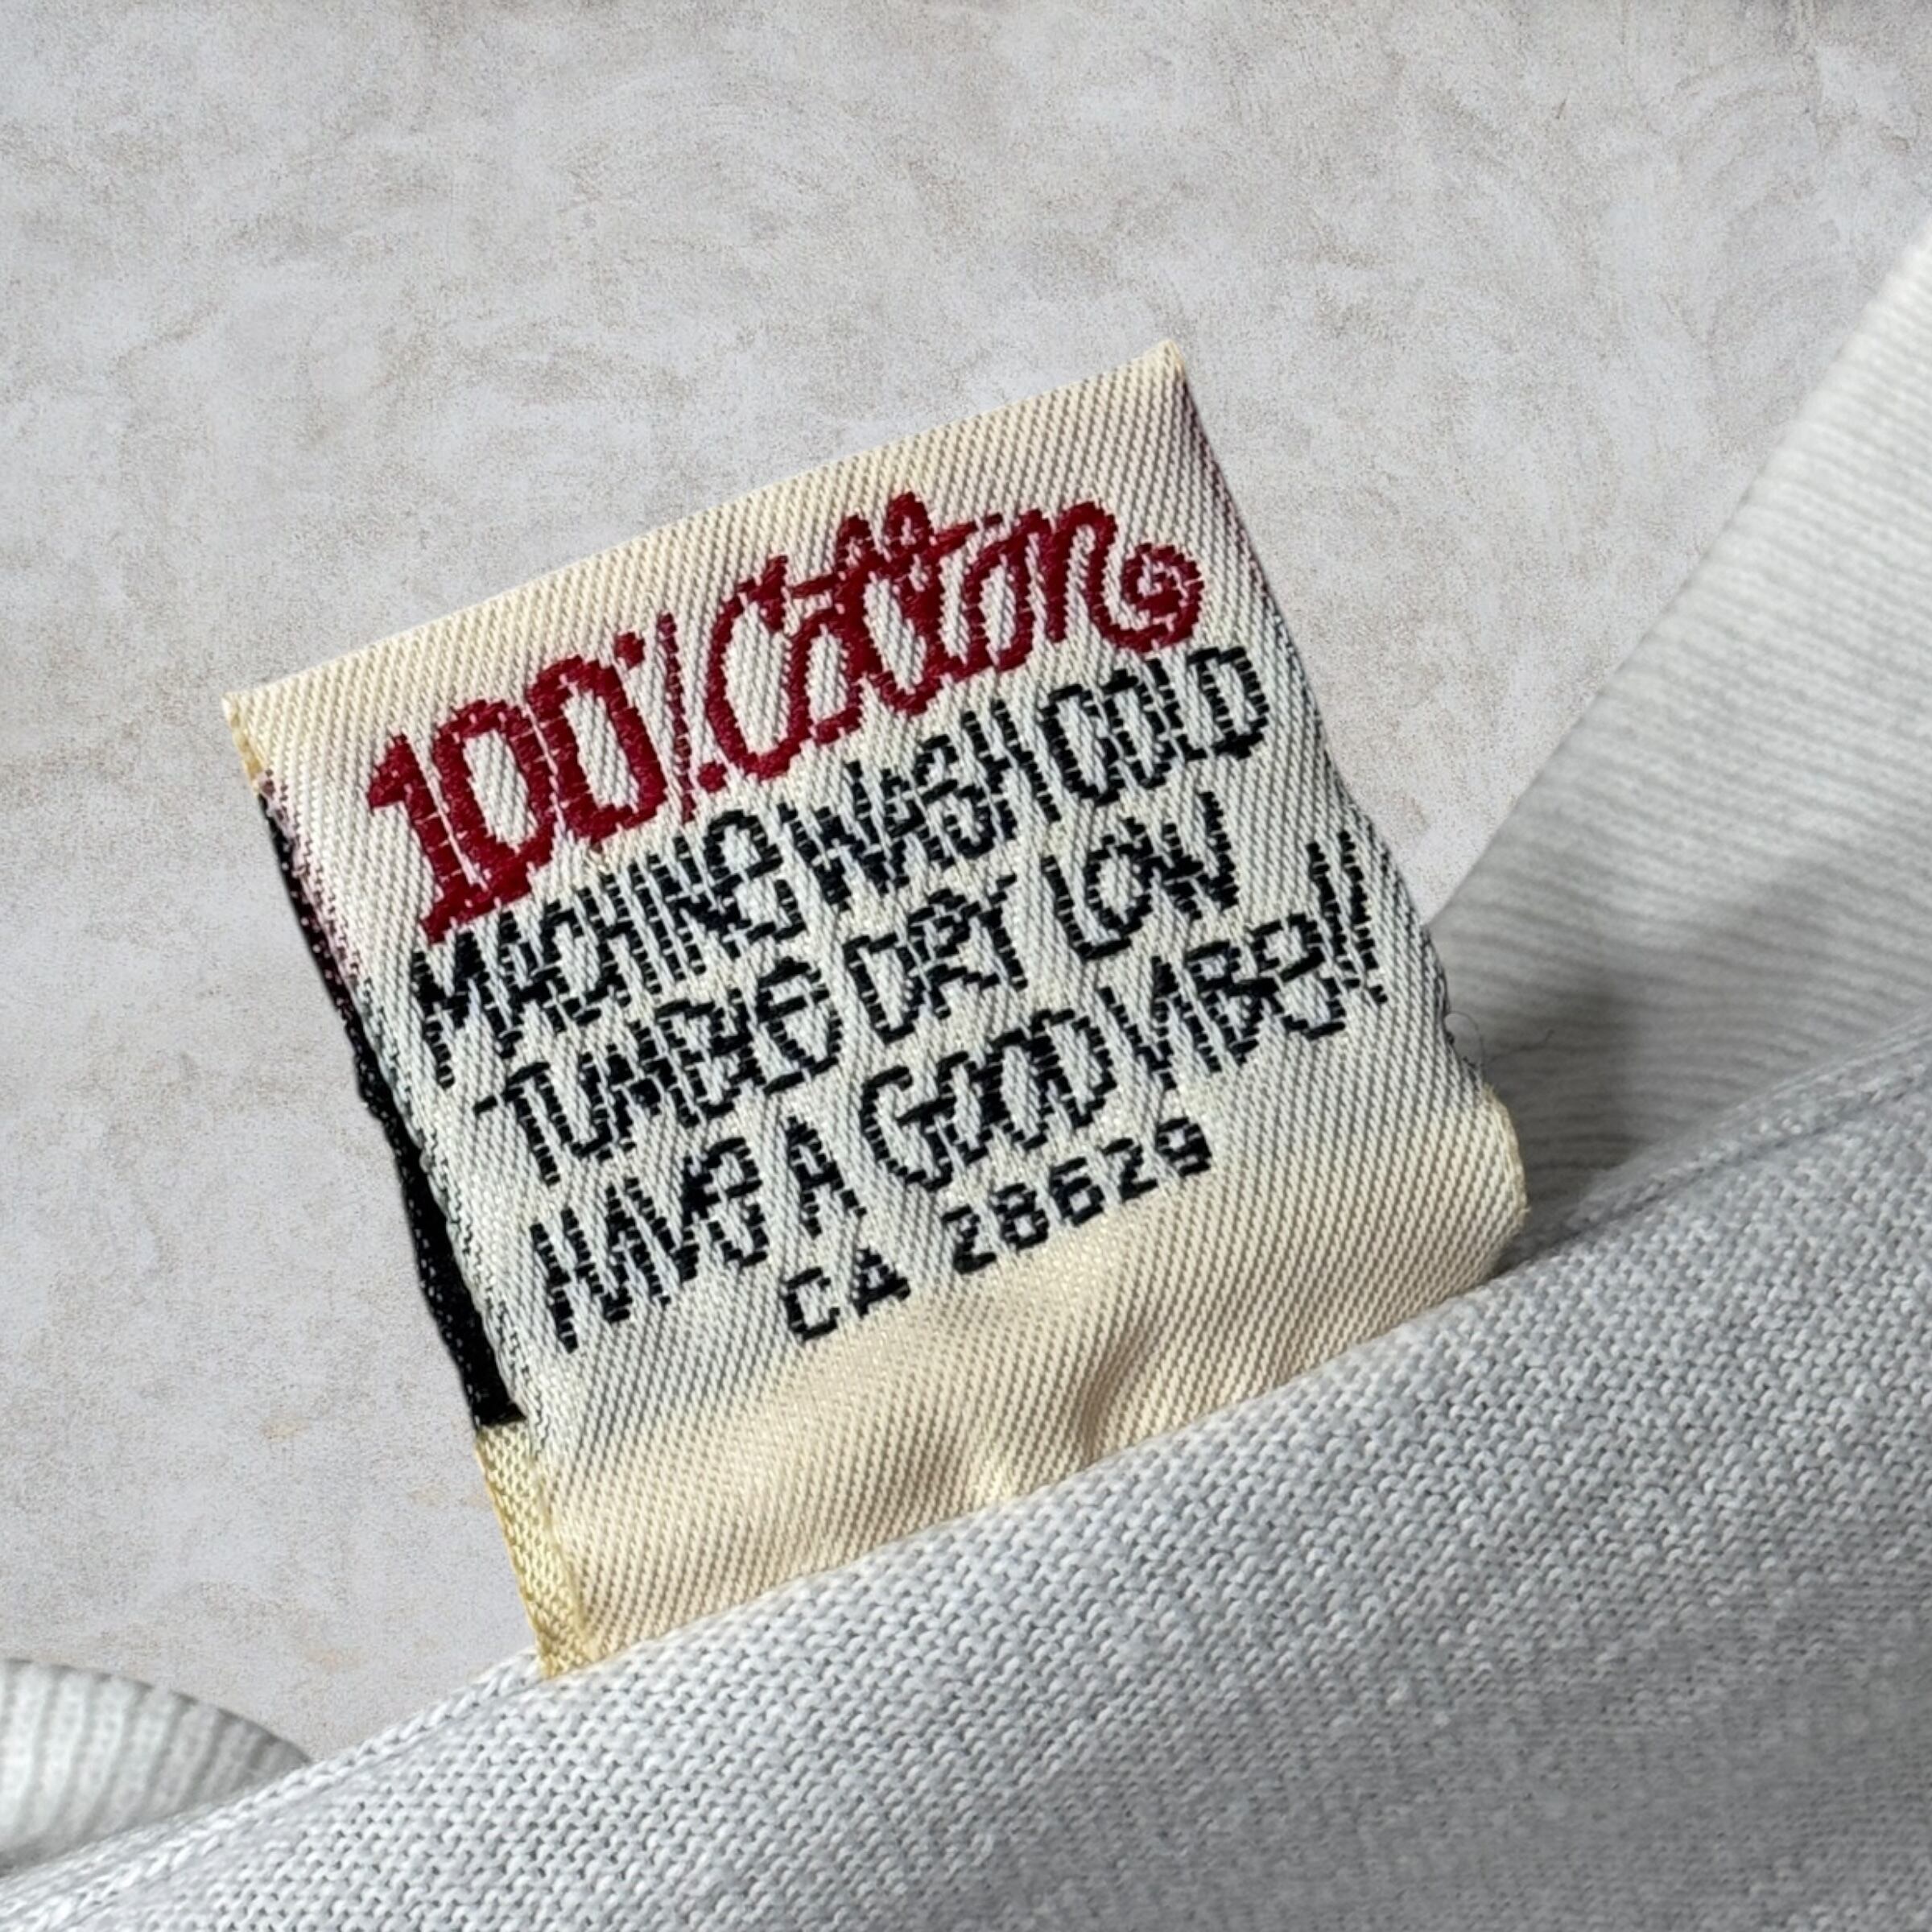 100% Cotton
MACHINE WASH COLD
TUMBLE DRY LOW
HAVE A GOOD VIBE!!
CA 28629